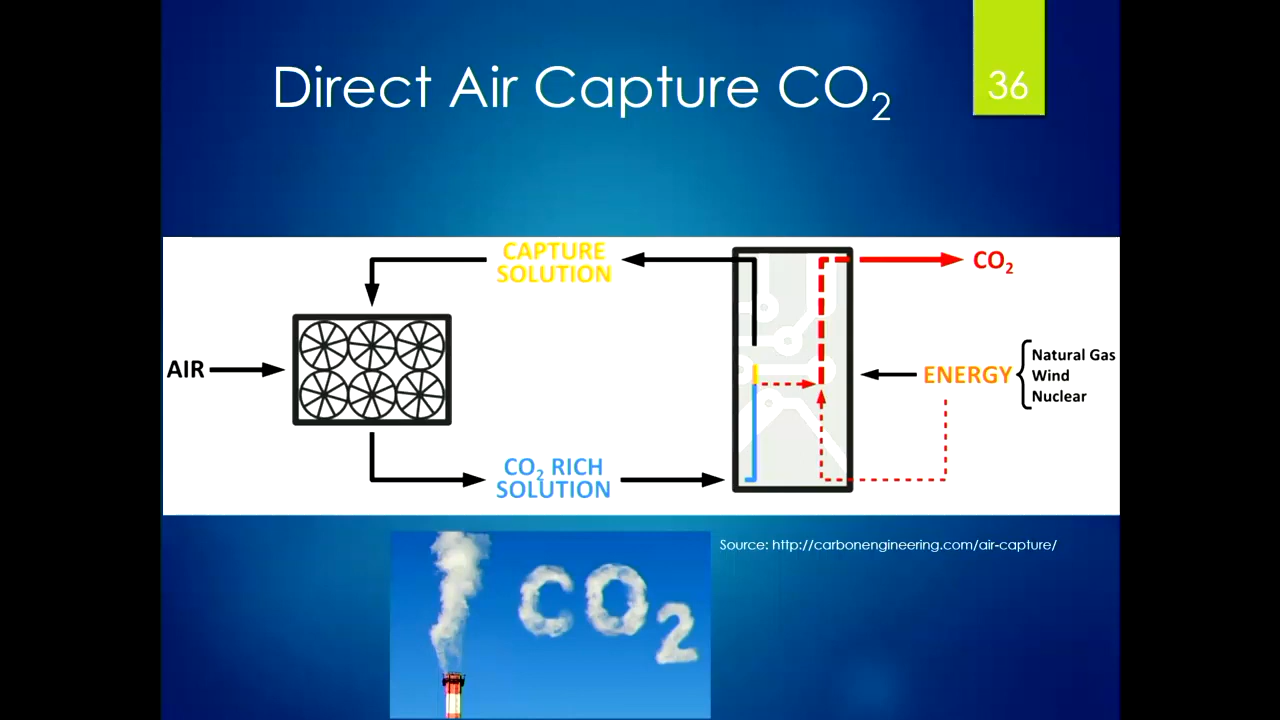 Direct Air Capture CO₂
36
CAPTURE
SOLUTION
CO₂
AIR
ENERGY
Natural Gas
Wind
Nuclear
CO₂ RICH
SOLUTION
Source: http://carbonengineering.com/air-capture/
CO₂